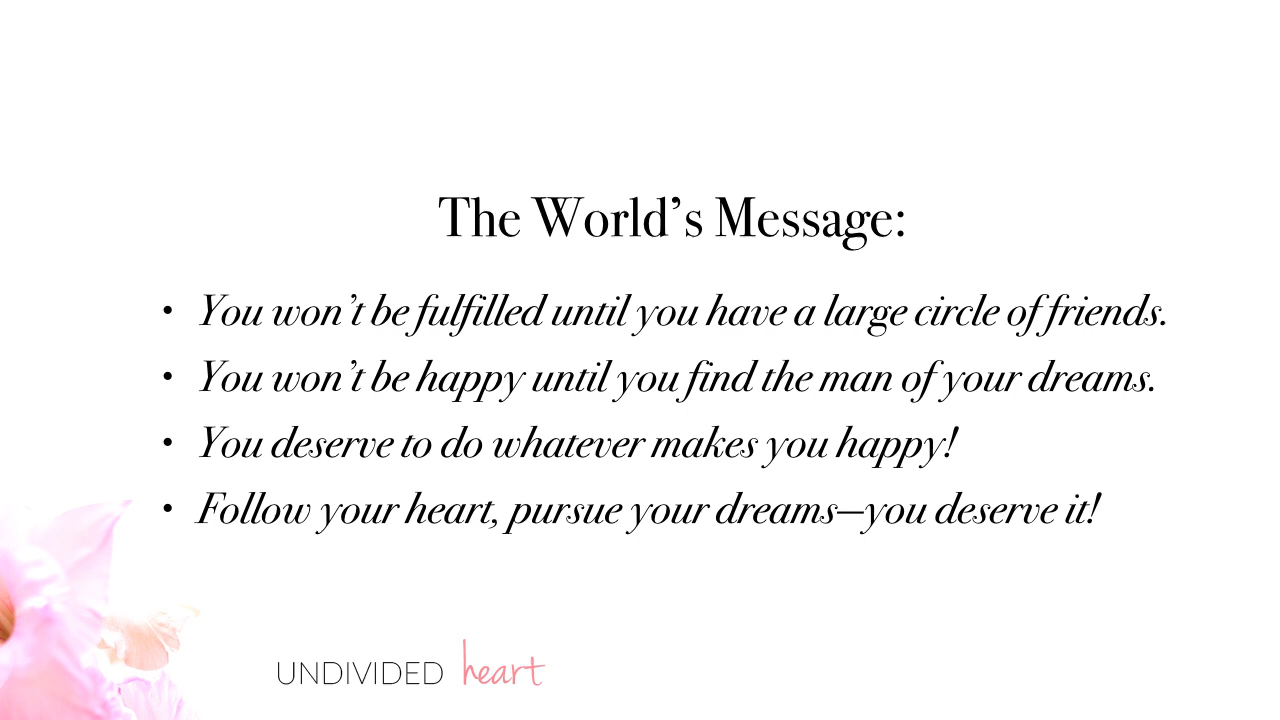 The World’s Message:
• You won’t be fulfilled until you have a large circle of friends.
• You won’t be happy until you find the man of your dreams.
• You deserve to do whatever makes you happy!
• Follow your heart, pursue your dreams—you deserve it!
UNDIVIDED heart